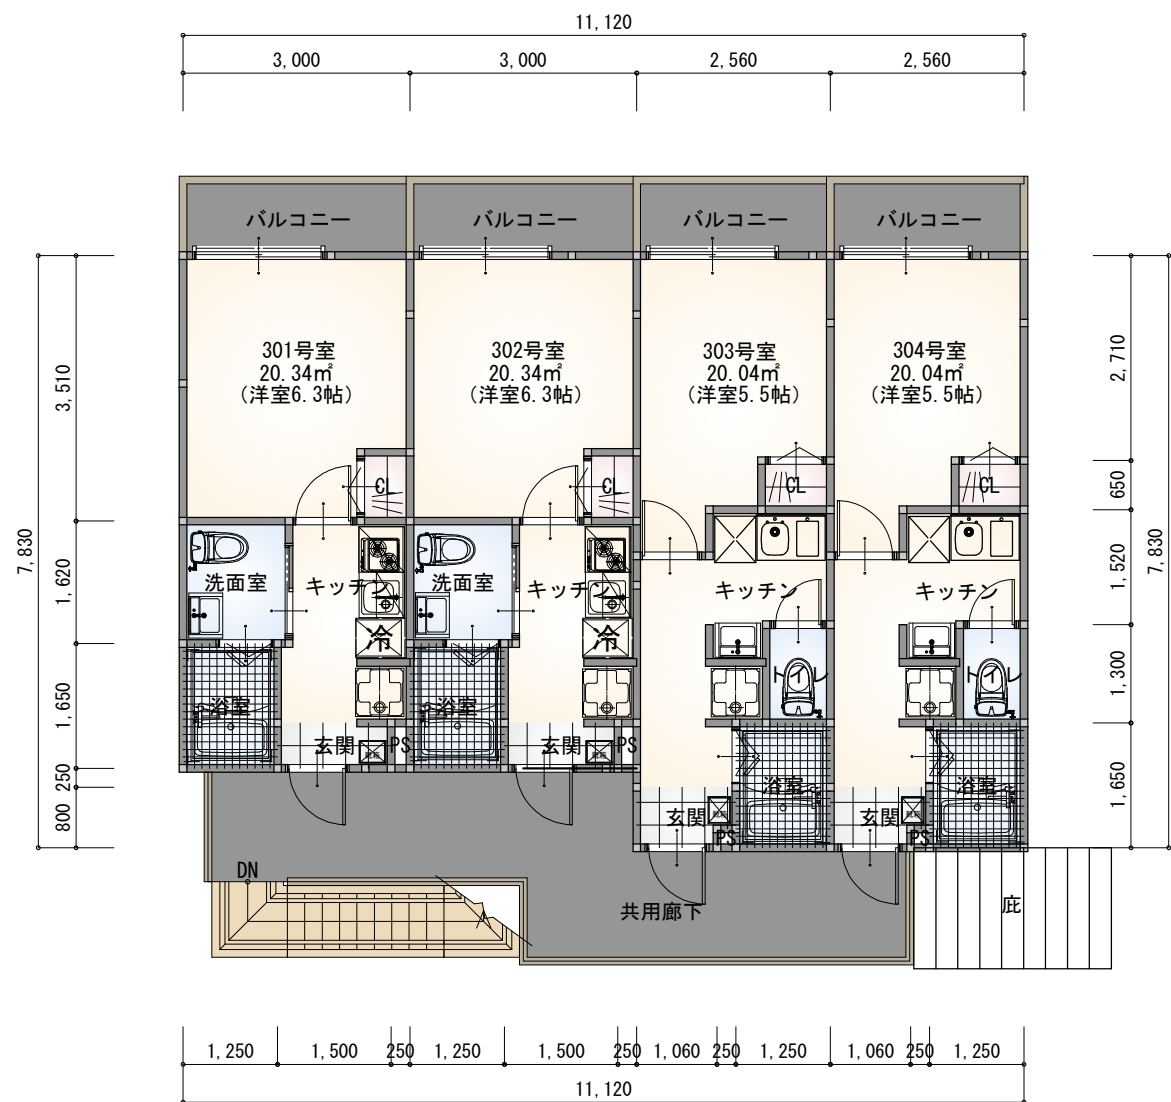 11,120
3,000 3,000 2,560 2,560
バルコニー バルコニー バルコニー バルコニー
301号室
20.34㎡
(洋室6.3帖)
302号室
20.34㎡
(洋室6.3帖)
303号室
20.04㎡
(洋室5.5帖)
304号室
20.04㎡
(洋室5.5帖)
7,830
3,510
1,620
1,650
250
800
2,710
650
1,520
1,300
1,650
7,830
CL CL CL CL
洗面室 キッチン 洗面室 キッチン キッチン キッチン
冷 冷
トイレ トイレ
浴室 浴室
玄関 PS 玄関 PS
浴室 浴室
玄関 PS 玄関 PS
DN
共用廊下
庇
1,250 1,500 250 1,250 1,500 250 1,060 250 1,250 1,060 250 1,250
11,120